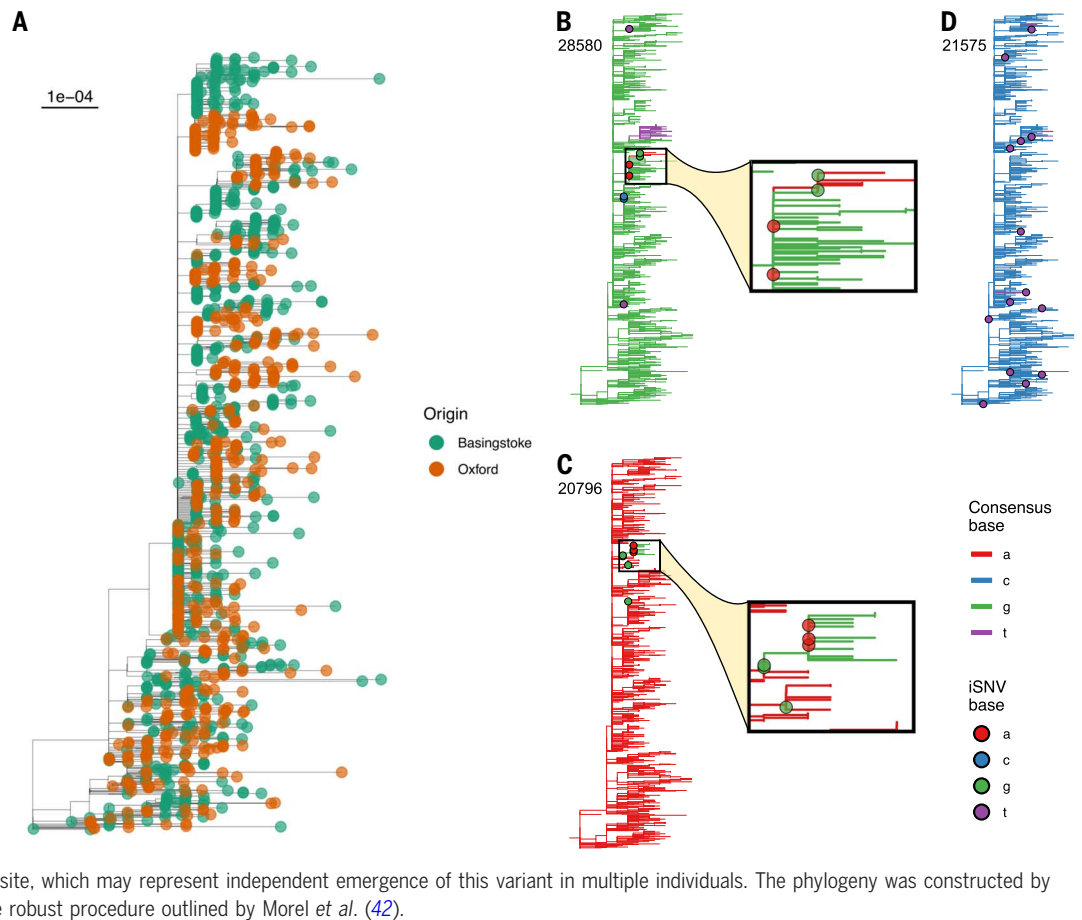 A
1e–04
Origin
Basingstoke
Oxford
B
28580
D
21575
C
20796
Consensus
base
a
c
g
t
iSNV
base
a
c
g
t
site, which may represent independent emergence of this variant in multiple individuals. The phylogeny was constructed by
robust procedure outlined by Morel et al. (42).